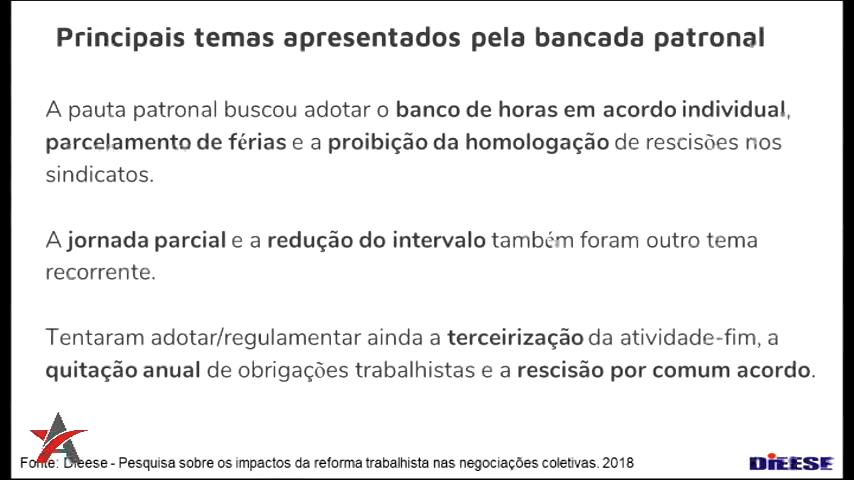 Principais temas apresentados pela bancada patronal
A pauta patronal buscou adotar o banco de horas em acordo individual,
parcelamento de férias e a proibição da homologação de rescisões nos
sindicatos.
A jornada parcial e a redução do intervalo também foram outro tema
recorrente.
Tentaram adotar/regulamentar ainda a terceirização da atividade-fim, a
quitação anual de obrigações trabalhistas e a rescisão por comum acordo.
Fonte: Dieese - Pesquisa sobre os impactos da reforma trabalhista nas negociações coletivas. 2018
DIEESE